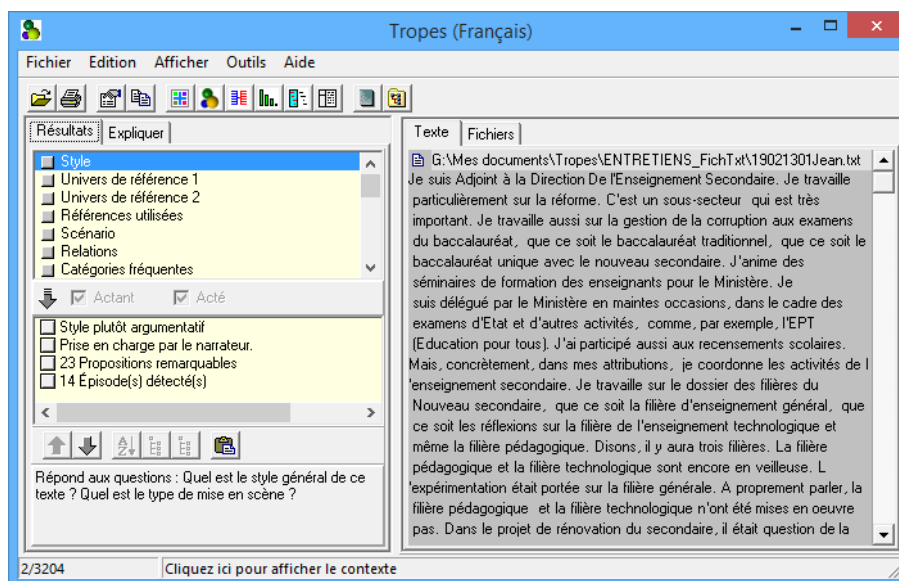 Tropes (Français)
Fichier Edition Afficher Outils Aide
Résultats Expliquer
Style
Univers de référence 1
Univers de référence 2
Références utilisées
Scénario
Relations
Catégories fréquentes
Actant Acté
Style plutôt argumentatif
Prise en charge par le narrateur.
23 Propositions remarquables
14 Épisode(s) détecté(s)
Répond aux questions : Quel est le style général de ce
texte ? Quel est le type de mise en scène ?
Texte Fichiers
G:\Mes documents\Tropes\ENTRETIENS_FichTxt\19021301Jean.txt
Je suis Adjoint à la Direction De l'Enseignement Secondaire. Je travaille
particulièrement sur la réforme. C'est un sous-secteur qui est très
important. Je travaille aussi sur la gestion de la corruption aux examens
du baccalauréat, que ce soit le baccalauréat traditionnel, que ce soit le
baccalauréat unique avec le nouveau secondaire. J'anime des
séminaires de formation des enseignants pour le Ministère. Je
suis délégué par le Ministère en maintes occasions, dans le cadre des
examens d'Etat et d'autres activités, comme, par exemple, l'EPT
(Education pour tous). J'ai participé aussi aux recensements scolaires.
Mais, concrètement, dans mes attributions, je coordonne les activités de l
'enseignement secondaire. Je travaille sur le dossier des filières du
Nouveau secondaire, que ce soit la filière d'enseignement général, que
ce soit les réflexions sur la filière de l'enseignement technologique et
même la filière pédagogique. Disons, il y aura trois filières. La filière
pédagogique et la filière technologique sont encore en veilleuse. L
'expérimentation était portée sur la filière générale. A proprement parler, la
filière pédagogique et la filière technologique n'ont été mises en oeuvre
pas. Dans le projet de rénovation du secondaire, il était question de la
2/3204 Cliquez ici pour afficher le contexte